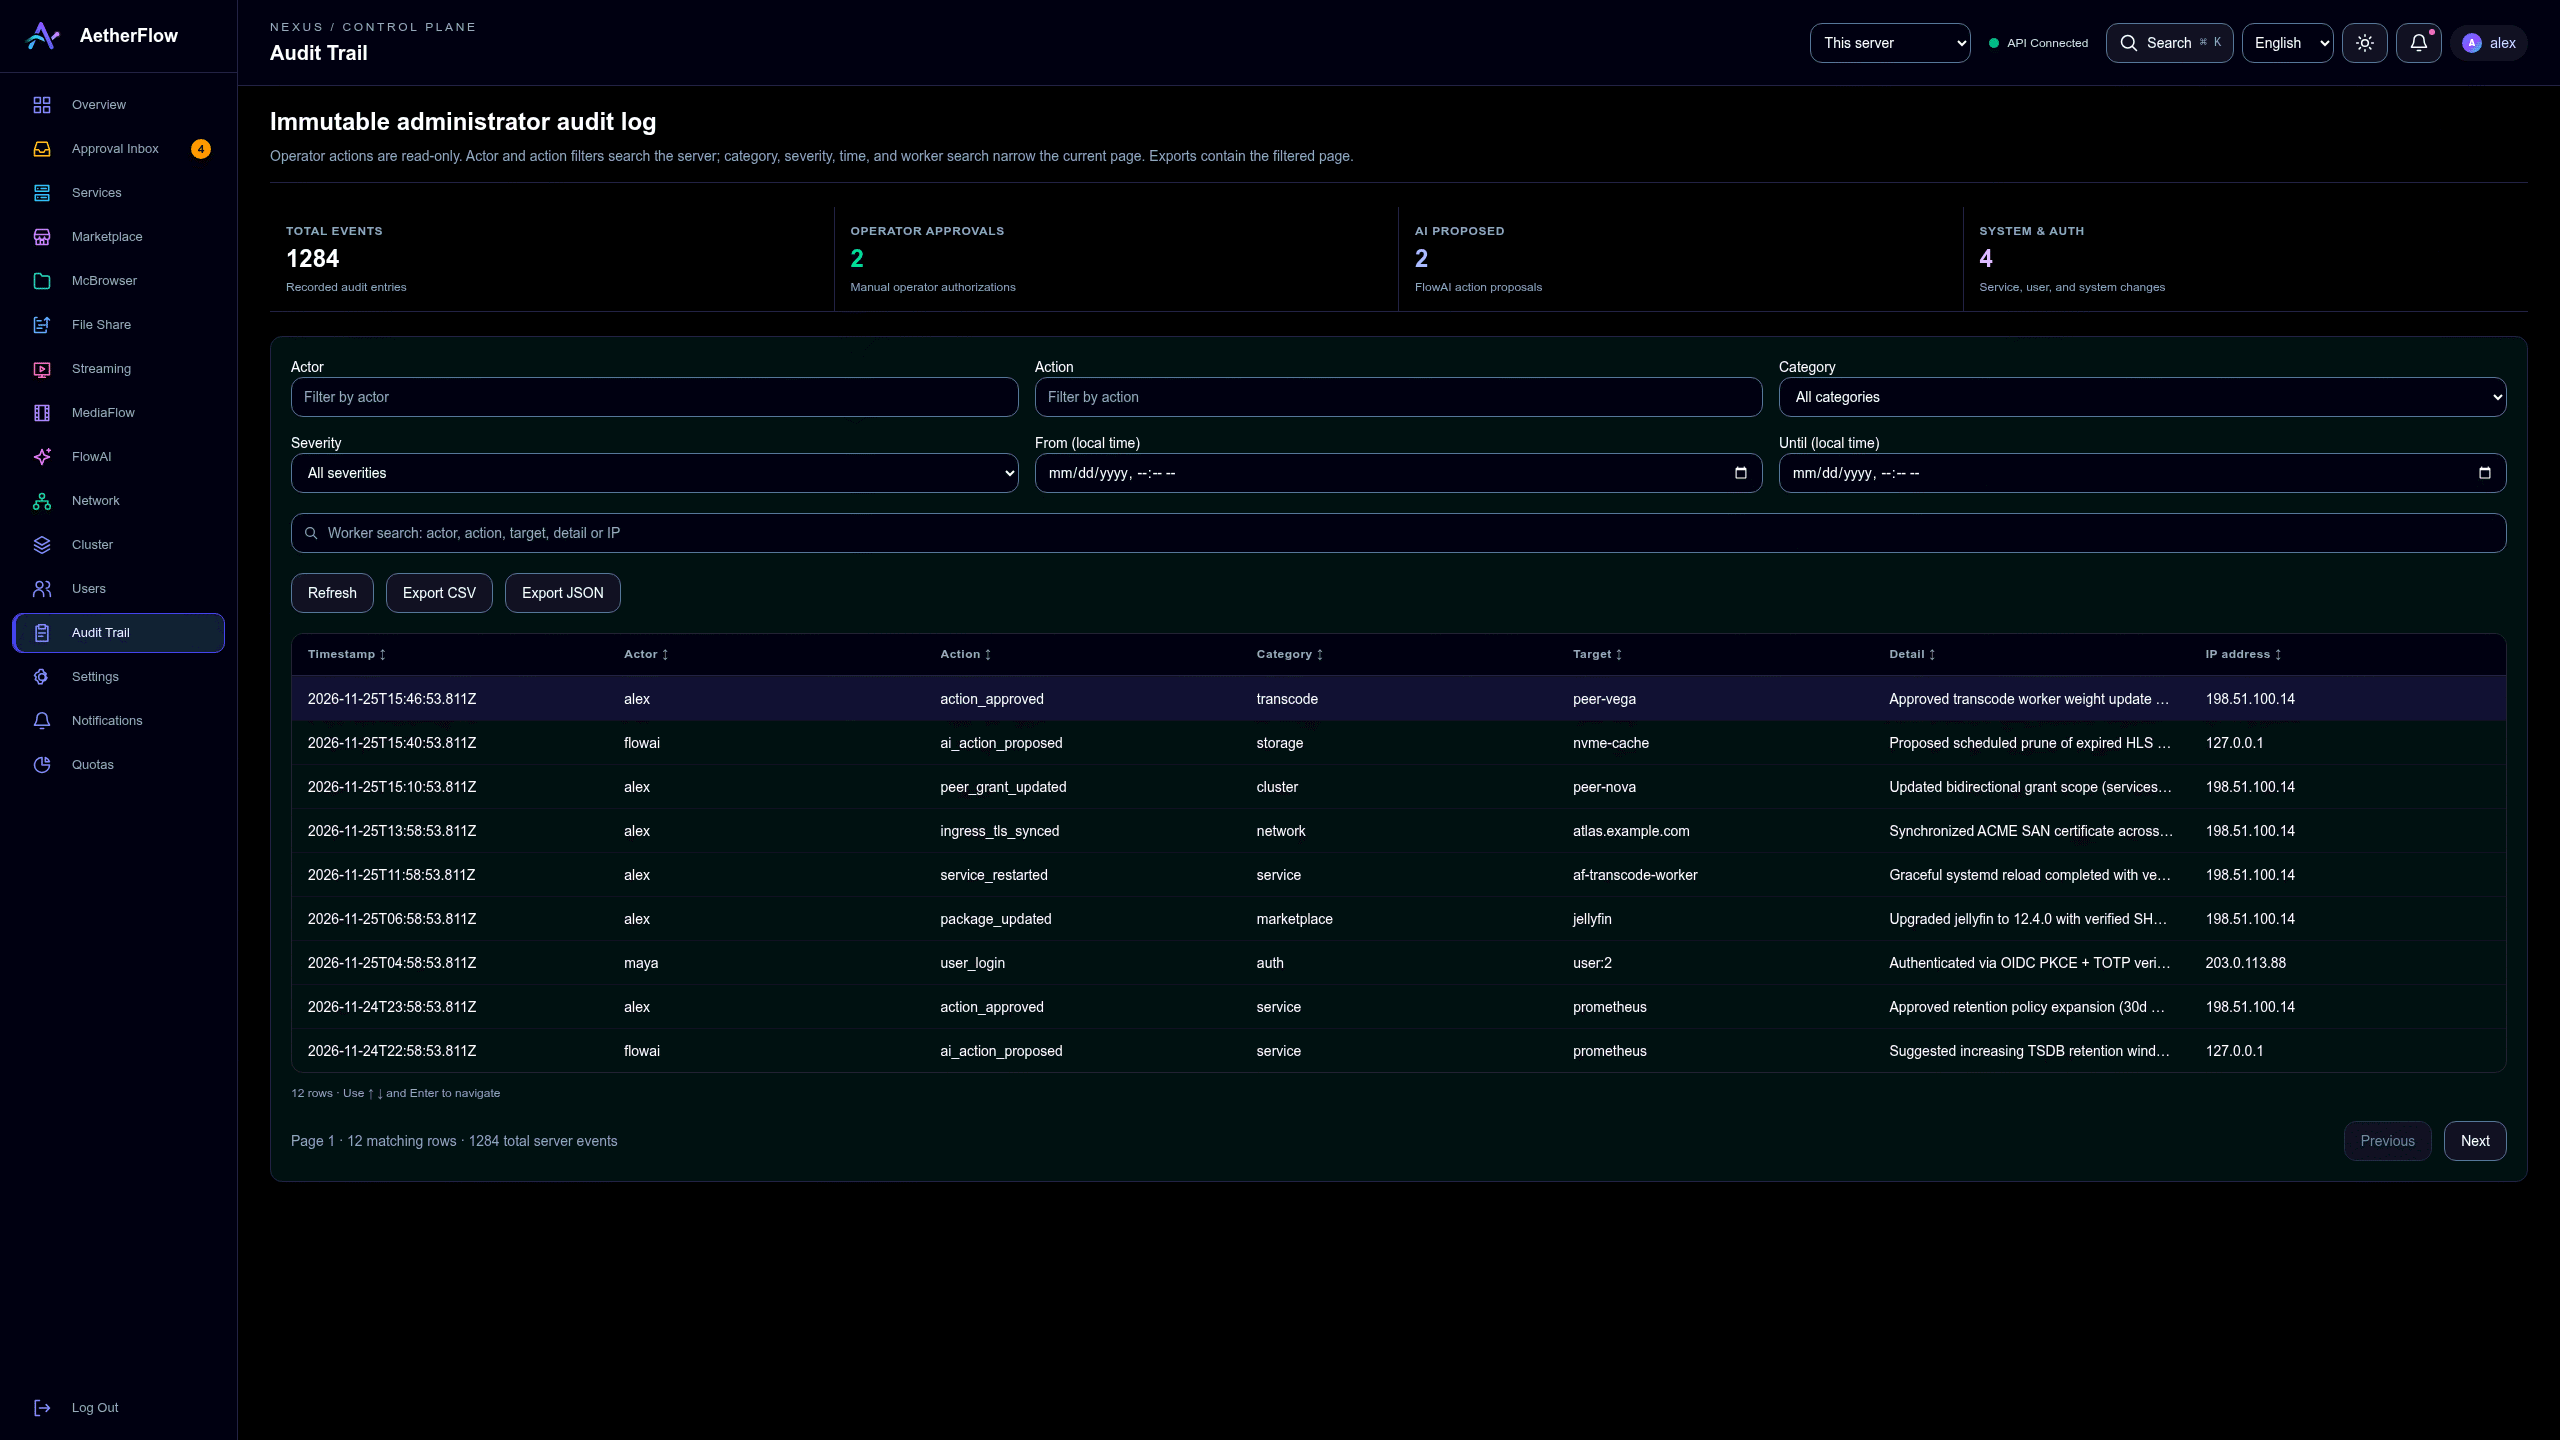 AetherFlow
NEXUS / CONTROL PLANE
Audit Trail
This server
API Connected
Search ⌘ K
English
A alex
Overview
Approval Inbox 4
Services
Marketplace
McBrowser
File Share
Streaming
MediaFlow
FlowAI
Network
Cluster
Users
Audit Trail
Settings
Notifications
Quotas
Log Out
Immutable administrator audit log
Operator actions are read-only. Actor and action filters search the server; category, severity, time, and worker search narrow the current page. Exports contain the filtered page.
TOTAL EVENTS
1284
Recorded audit entries
OPERATOR APPROVALS
2
Manual operator authorizations
AI PROPOSED
2
FlowAI action proposals
SYSTEM & AUTH
4
Service, user, and system changes
Actor
Filter by actor
Action
Filter by action
Category
All categories
Severity
All severities
From (local time)
mm/dd/yyyy, --:-- --
Until (local time)
mm/dd/yyyy, --:-- --
Worker search: actor, action, target, detail or IP
Refresh Export CSV Export JSON
Timestamp ↕ Actor ↕ Action ↕ Category ↕ Target ↕ Detail ↕ IP address ↕
2026-11-25T15:46:53.811Z alex action_approved transcode peer-vega Approved transcode worker weight update … 198.51.100.14
2026-11-25T15:40:53.811Z flowai ai_action_proposed storage nvme-cache Proposed scheduled prune of expired HLS … 127.0.0.1
2026-11-25T15:10:53.811Z alex peer_grant_updated cluster peer-nova Updated bidirectional grant scope (services… 198.51.100.14
2026-11-25T13:58:53.811Z alex ingress_tls_synced network atlas.example.com Synchronized ACME SAN certificate across… 198.51.100.14
2026-11-25T11:58:53.811Z alex service_restarted service af-transcode-worker Graceful systemd reload completed with ve… 198.51.100.14
2026-11-25T06:58:53.811Z alex package_updated marketplace jellyfin Upgraded jellyfin to 12.4.0 with verified SH… 198.51.100.14
2026-11-25T04:58:53.811Z maya user_login auth user:2 Authenticated via OIDC PKCE + TOTP veri… 203.0.113.88
2026-11-24T23:58:53.811Z alex action_approved service prometheus Approved retention policy expansion (30d … 198.51.100.14
2026-11-24T22:58:53.811Z flowai ai_action_proposed service prometheus Suggested increasing TSDB retention wind… 127.0.0.1
12 rows · Use ↑ ↓ and Enter to navigate
Page 1 · 12 matching rows · 1284 total server events
Previous Next